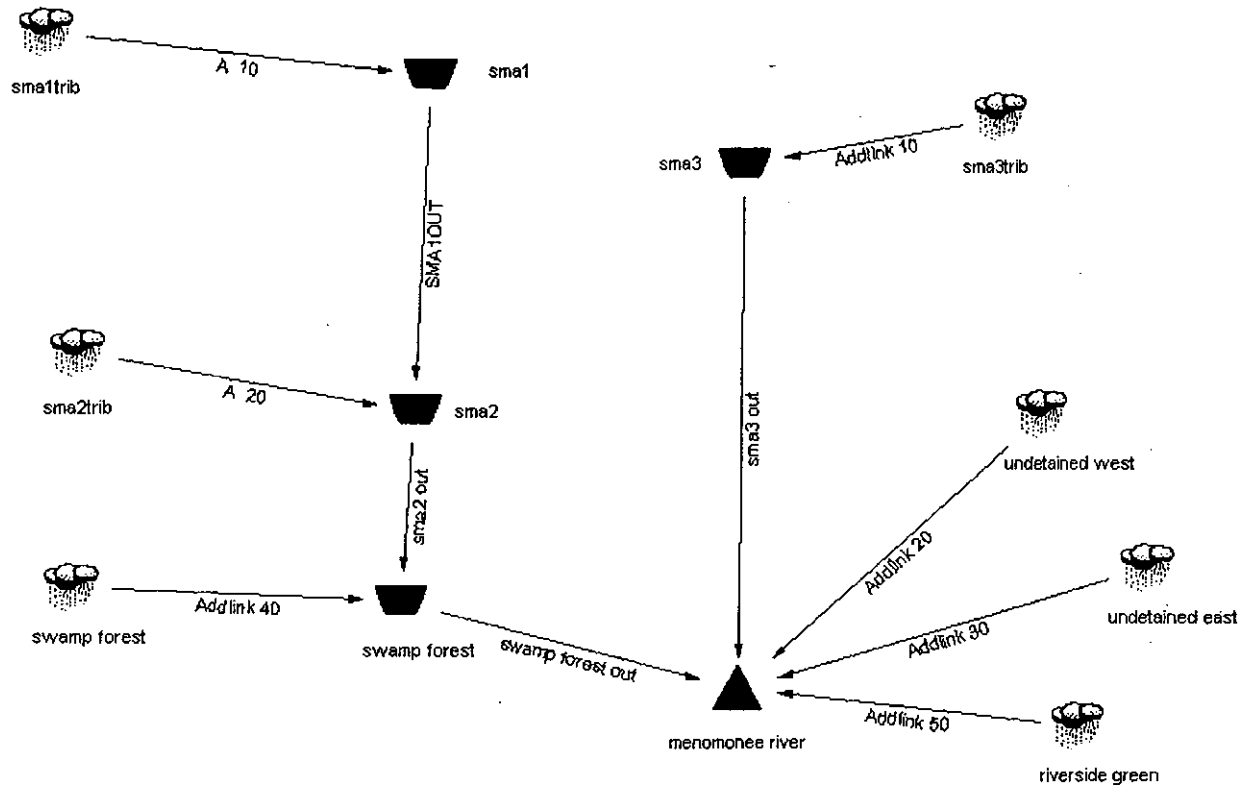 sma1trib
A 10
sma1
SMA1OUT
sma3
Addlink 10
sma3trib
sma2trib
A 20
sma2
sma3 out
undetained west
sma2 out
Addlink 20
swamp forest
Addlink 40
swamp forest
swamp forest out
undetained east
Addlink 30
menomonee river
Addlink 50
riverside green